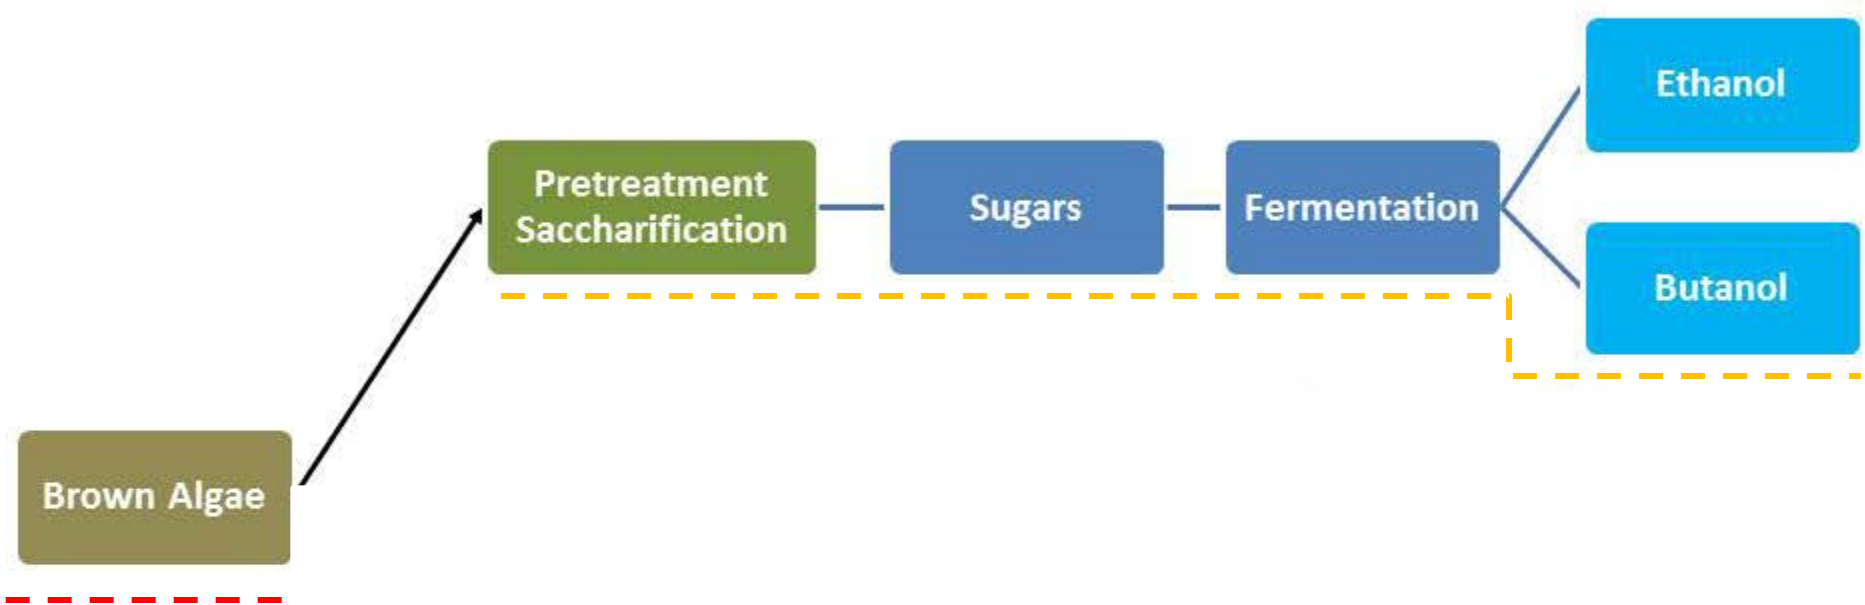 Brown Algae
Pretreatment
Saccharification
Sugars
Fermentation
Ethanol
Butanol